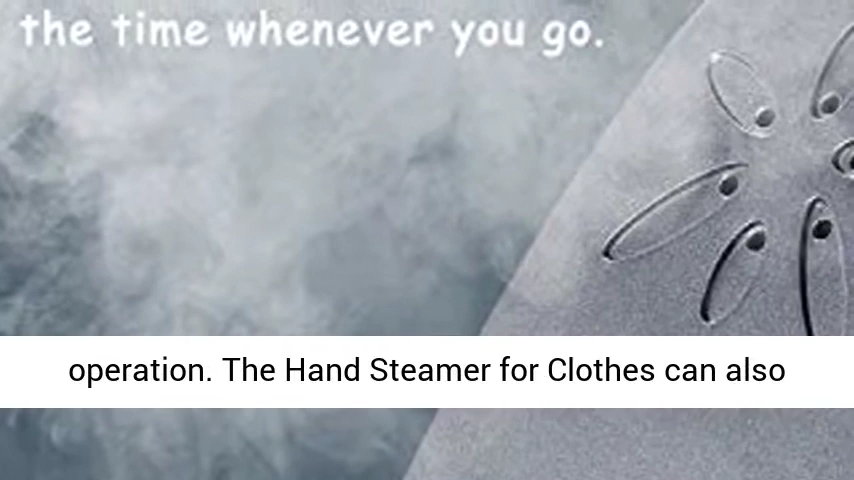 the time whenever you go.
operation. The Hand Steamer for Clothes can also